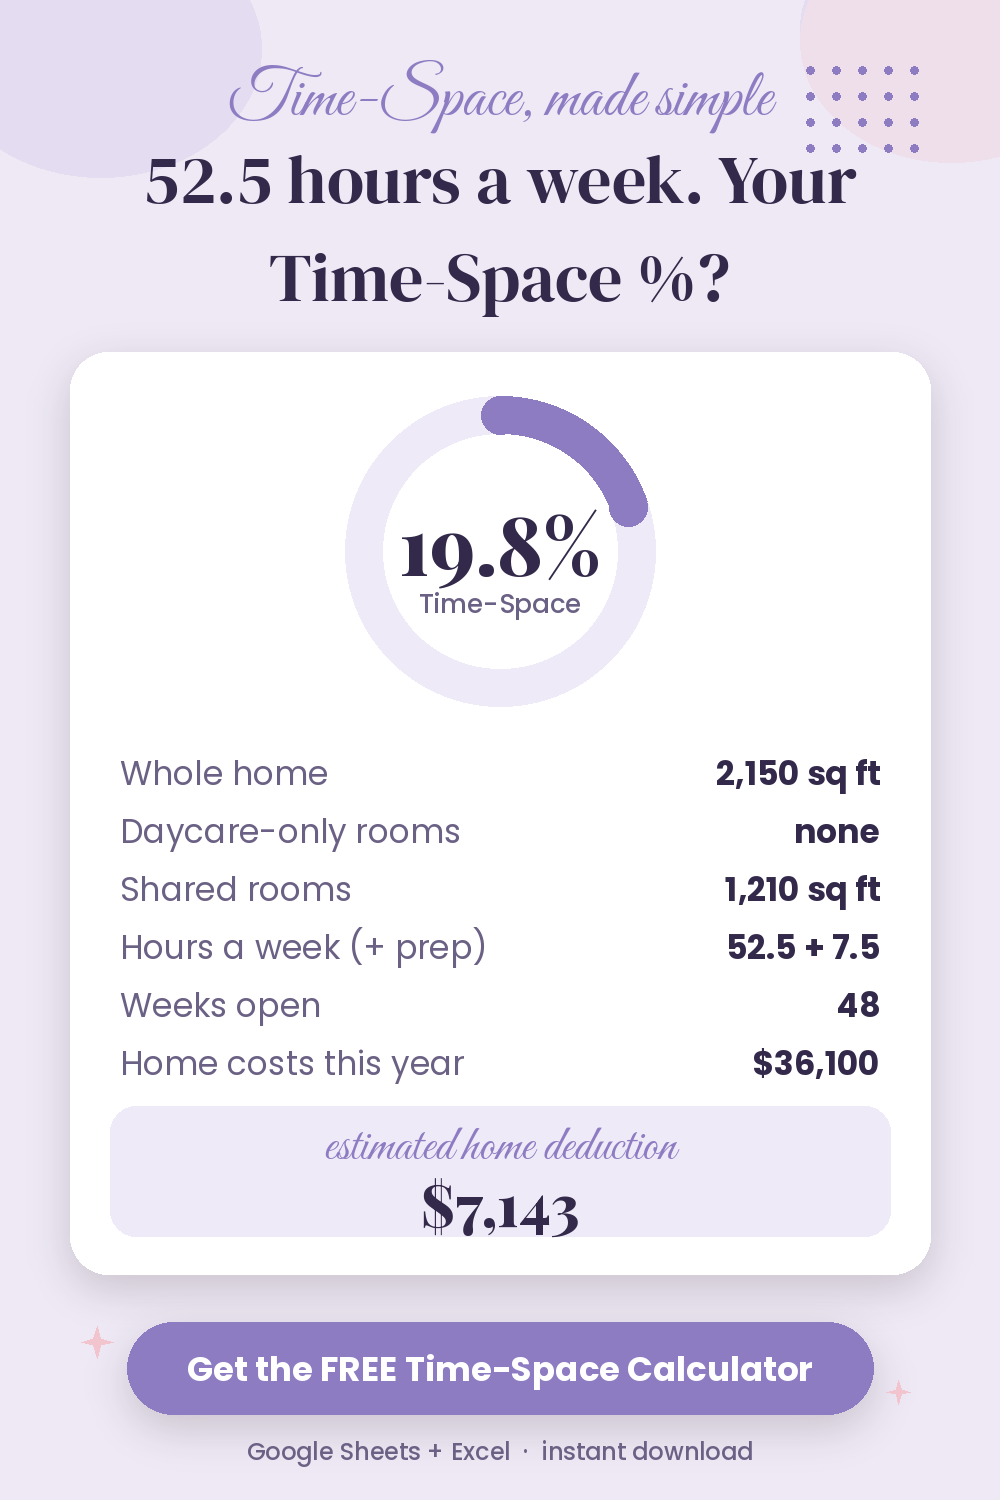 Time-Space, made simple
52.5 hours a week. Your
Time-Space %?
19.8%
Time-Space
Whole home 2,150 sq ft
Daycare-only rooms none
Shared rooms 1,210 sq ft
Hours a week (+ prep) 52.5 + 7.5
Weeks open 48
Home costs this year $36,100
estimated home deduction
$7,143
Get the FREE Time-Space Calculator
Google Sheets + Excel · instant download